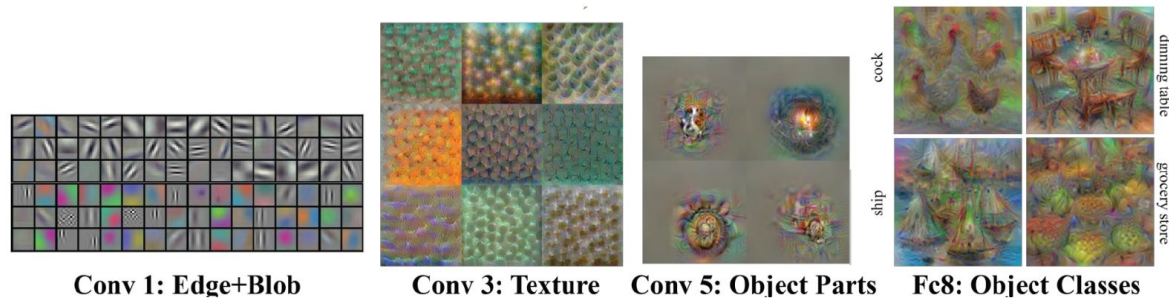 cock
dinning table
ship
grocery store
Conv 1: Edge+Blob
Conv 3: Texture
Conv 5: Object Parts
Fc8: Object Classes